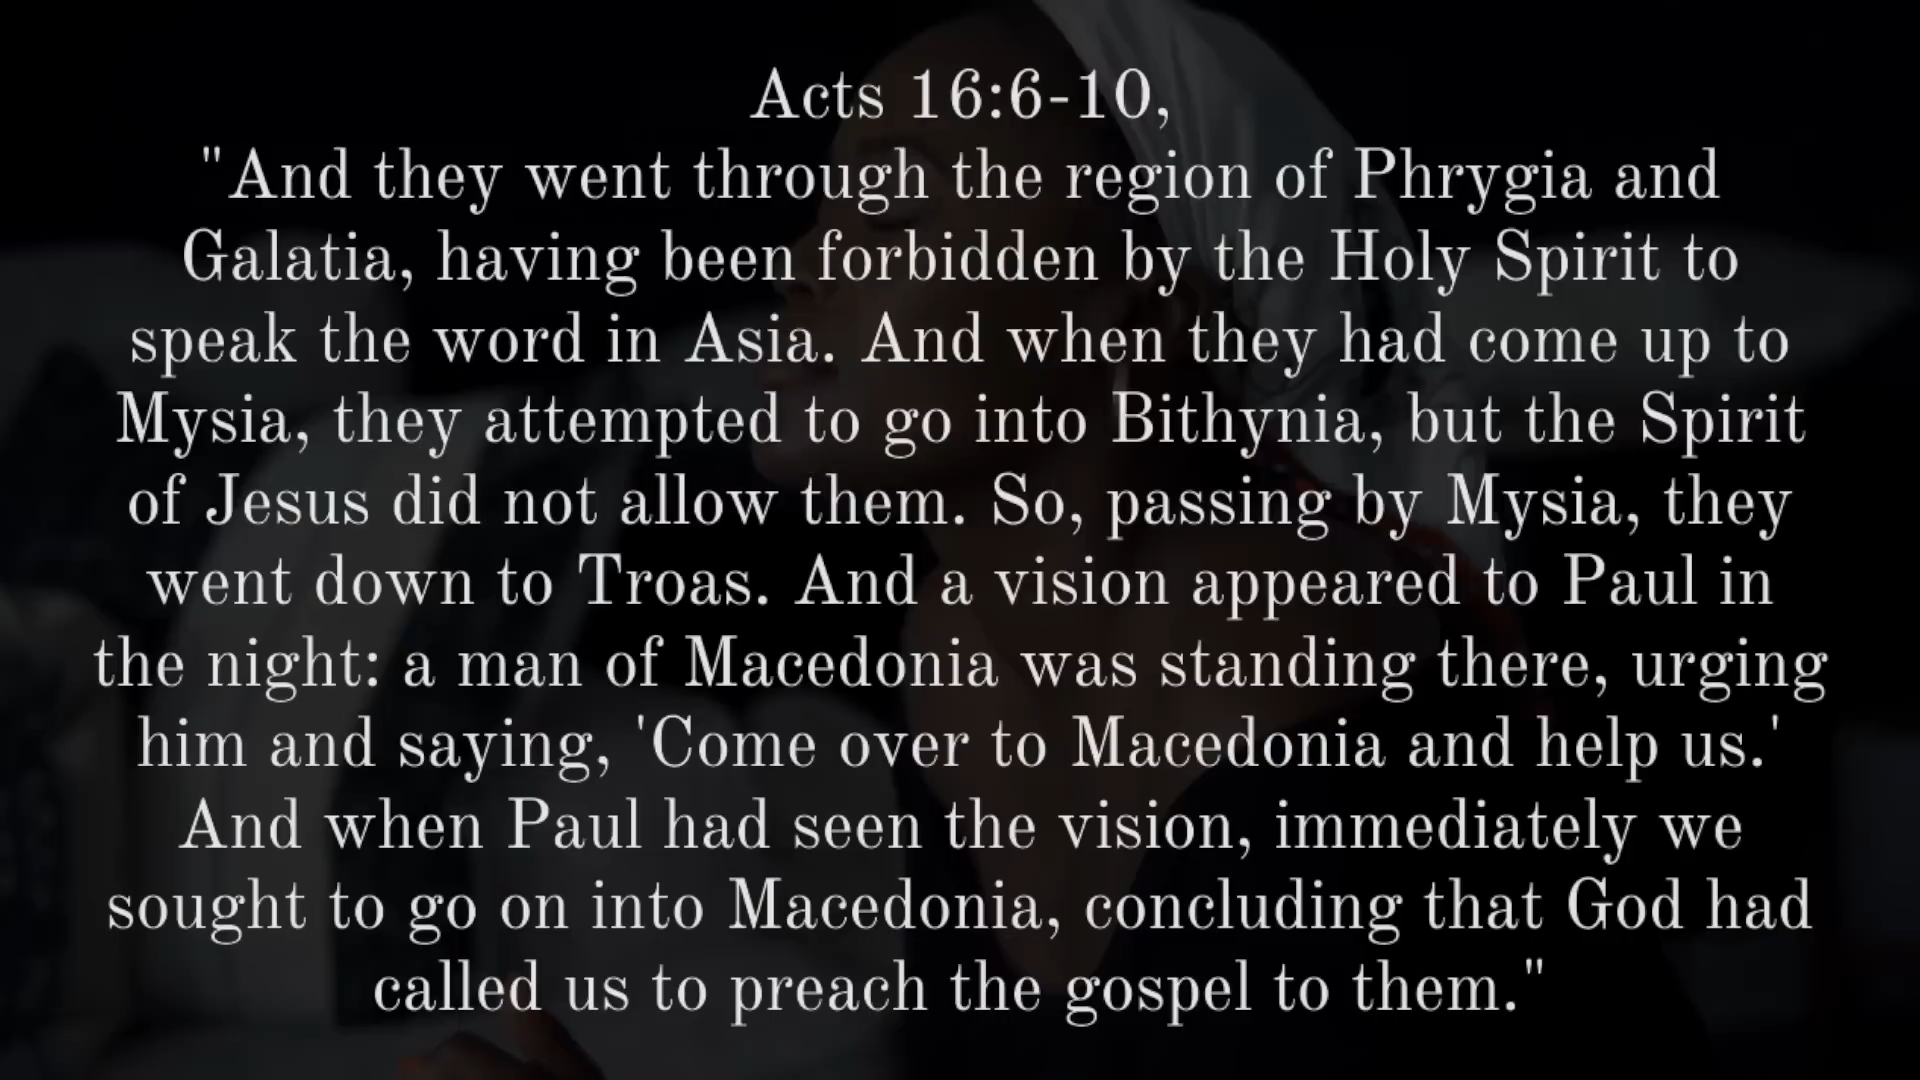 Acts 16:6-10,
"And they went through the region of Phrygia and
Galatia, having been forbidden by the Holy Spirit to
speak the word in Asia. And when they had come up to
Mysia, they attempted to go into Bithynia, but the Spirit
of Jesus did not allow them. So, passing by Mysia, they
went down to Troas. And a vision appeared to Paul in
the night: a man of Macedonia was standing there, urging
him and saying, 'Come over to Macedonia and help us.'
And when Paul had seen the vision, immediately we
sought to go on into Macedonia, concluding that God had
called us to preach the gospel to them."